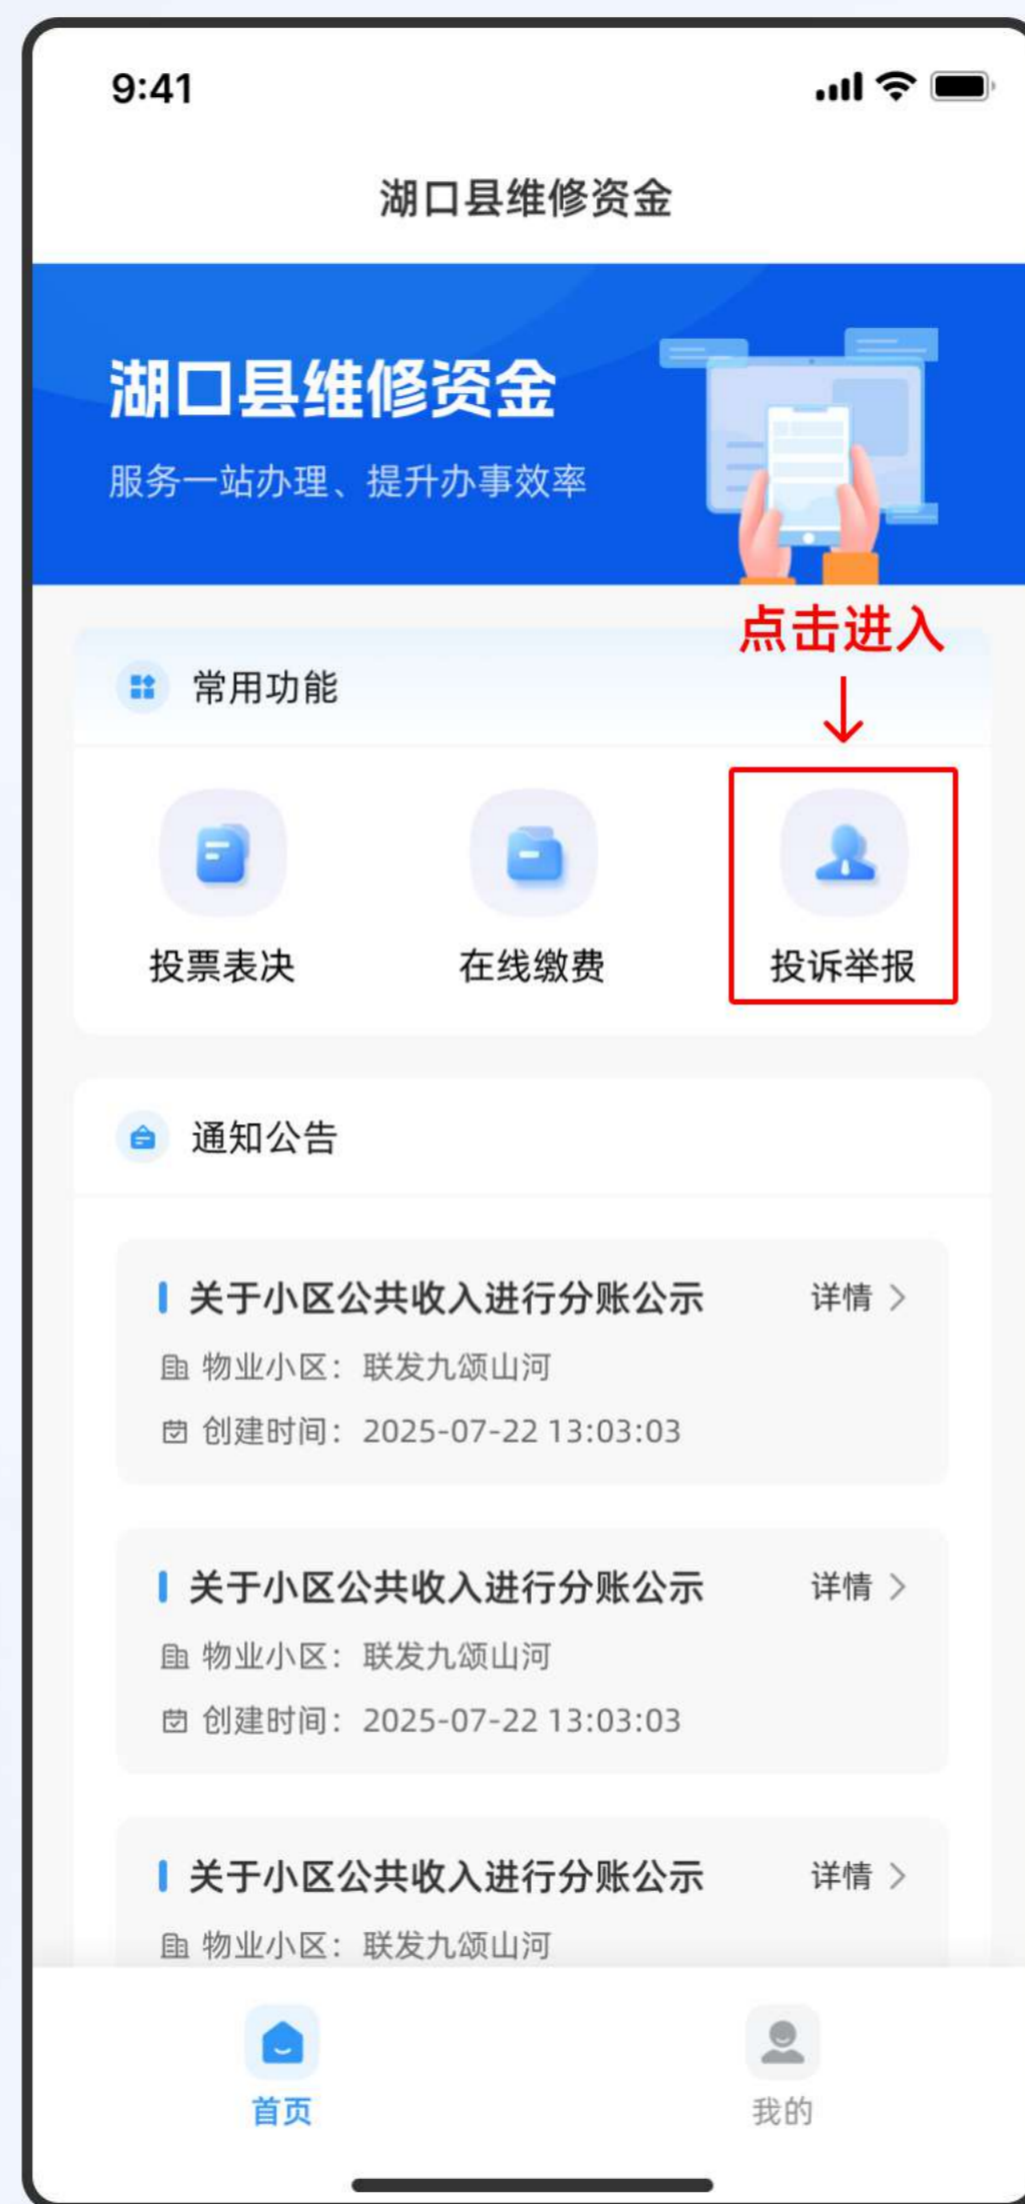 9:41
湖口县维修资金
湖口县维修资金
服务一站办理、提升办事效率
点击进入
常用功能
投票表决 在线缴费 投诉举报
通知公告
关于小区公共收入进行分账公示 详情
物业小区：联发九颂山河
创建时间：2025-07-22 13:03:03
关于小区公共收入进行分账公示 详情
物业小区：联发九颂山河
创建时间：2025-07-22 13:03:03
关于小区公共收入进行分账公示 详情
物业小区：联发九颂山河
首页 我的